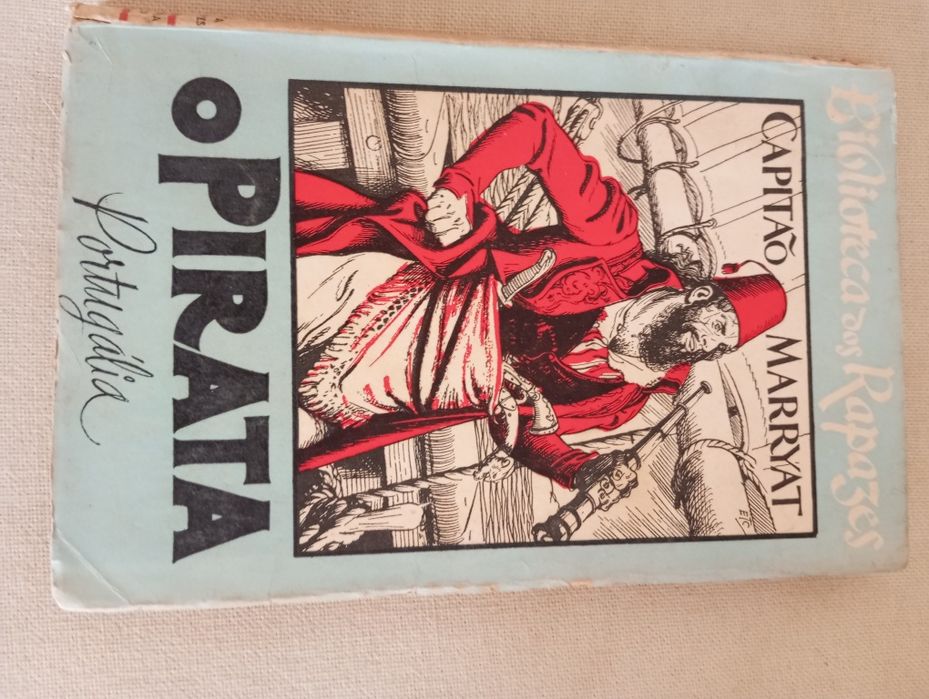 Biblioteca dos Rapazes
CAPITÃO MARRYAT
E/C
O PIRATA
Portugália